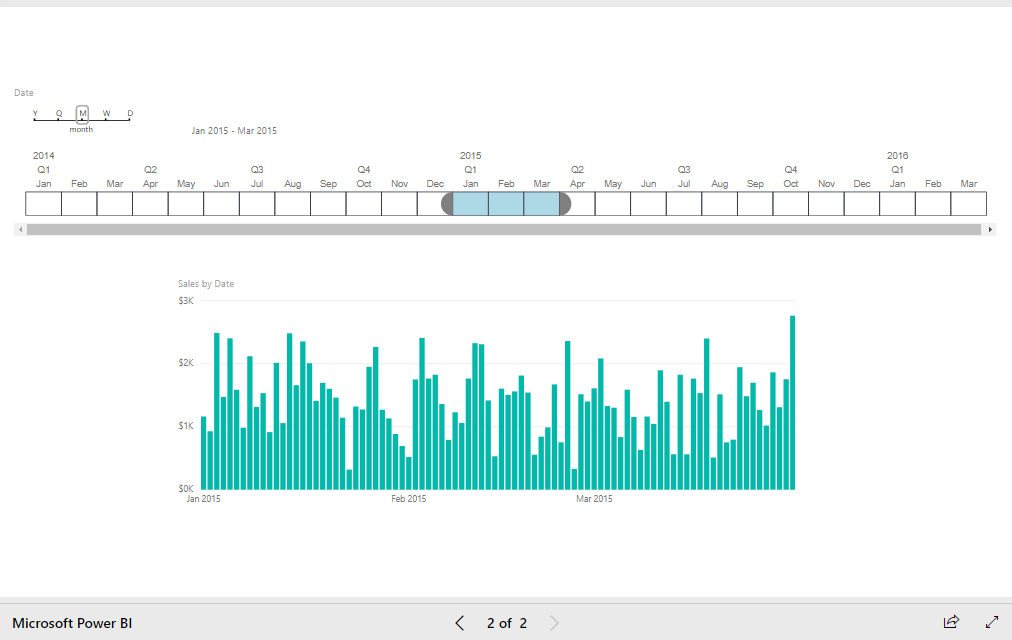 Date
Y Q M W D
month
Jan 2015 - Mar 2015
2014 2015 2016
Q1 Q2 Q3 Q4 Q1 Q2 Q3 Q4 Q1
Jan Feb Mar Apr May Jun Jul Aug Sep Oct Nov Dec Jan Feb Mar Apr May Jun Jul Aug Sep Oct Nov Dec Jan Feb Mar
Sales by Date
$3K
$2K
$1K
$0K
Jan 2015 Feb 2015 Mar 2015
Microsoft Power BI 2 of 2